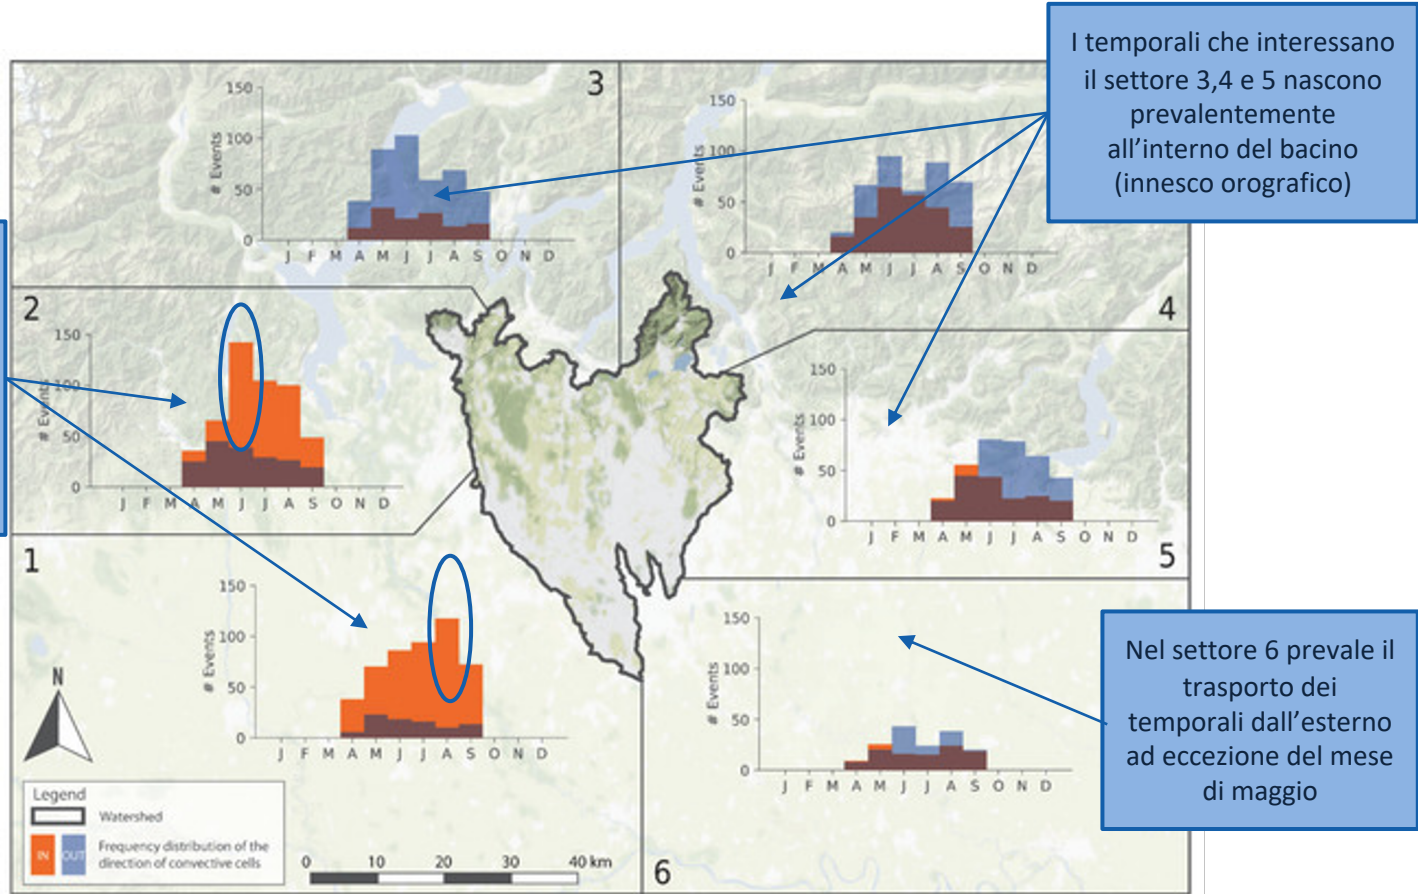 I temporali che interessano
il settore 3,4 e 5 nascono
prevalentemente
all'interno del bacino
(innesco orografico)
3
150
100
50
0
# Events
J F M A M J J A S O N D
150
100
50
0
# Events
J F M A M J J A S O N D
4
2
150
100
50
0
# Events
J F M A M J J A S O N D
150
100
50
0
# Events
J F M A M J J A S O N D
5
1
150
100
50
0
# Events
J F M A M J J A S O N D
150
100
50
0
# Events
J F M A M J J A S O N D
Nel settore 6 prevale il
trasporto dei
temporali dall'esterno
ad eccezione del mese
di maggio
N
Legend
Watershed
IN OUT
Frequency distribution of the
direction of convective cells
0 10 20 30 40 km
6